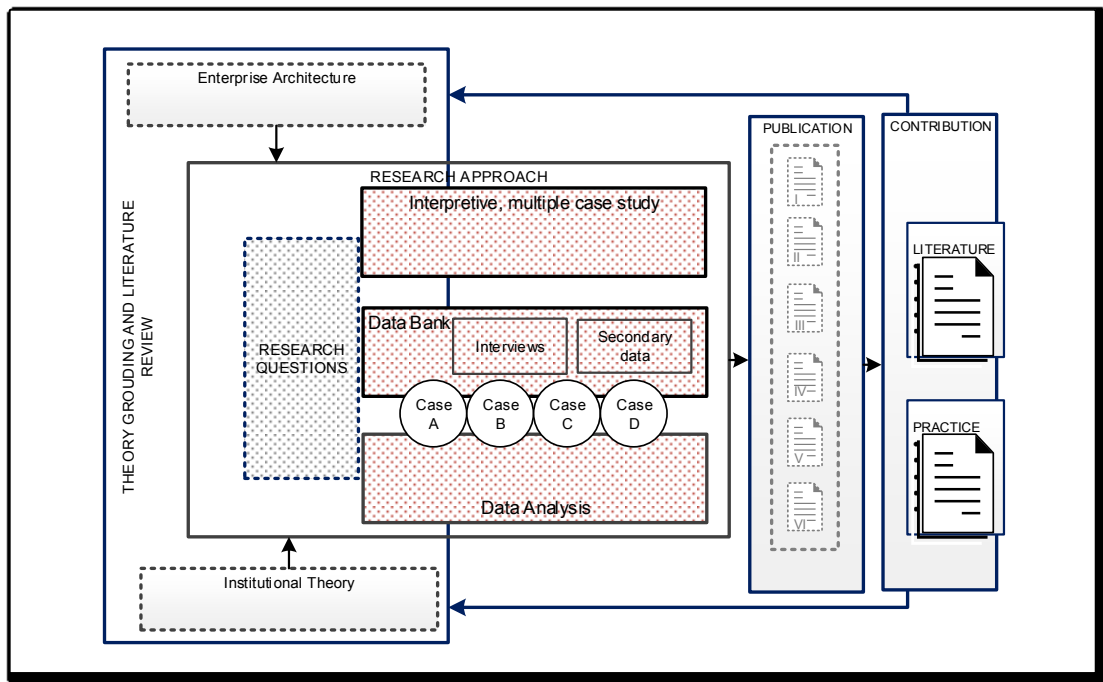 Enterprise Architecture
THEORY GROUDING AND LITERATURE
REVIEW
RESEARCH APPROACH
Interpretive, multiple case study
RESEARCH
QUESTIONS
Data Bank
Interviews
Secondary
data
Case
A
Case
B
Case
C
Case
D
Data Analysis
Institutional Theory
PUBLICATION
I
II
III
IV
V
VI
CONTRIBUTION
LITERATURE
PRACTICE